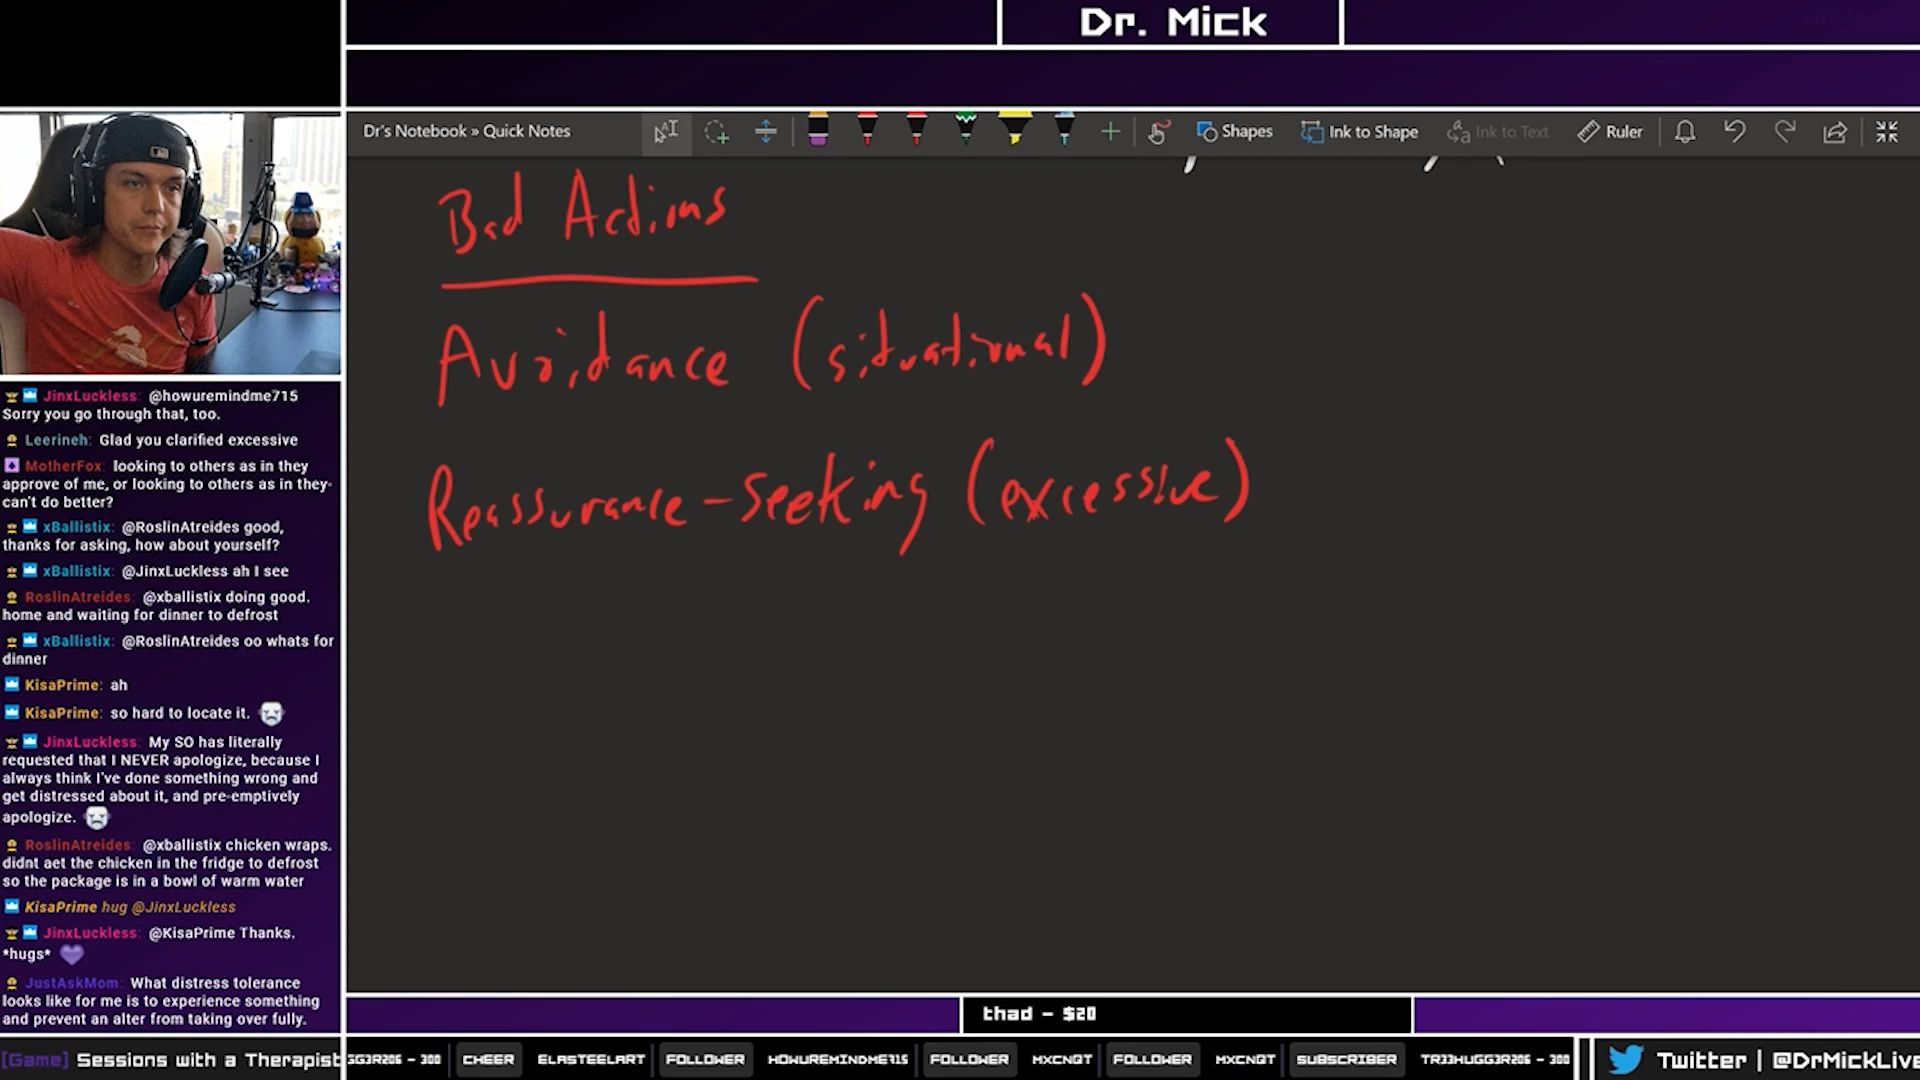 Dr. Mick
Dr's Notebook » Quick Notes
Shapes
Ink to Shape
Ink to Text
Ruler
Bad Actions
Avoidance (situational)
Reassurance-seeking (excessive)
JinxLuckless: @howuremindme715
Sorry you go through that, too.
Leerineh: Glad you clarified excessive
MotherFox: looking to others as in they
approve of me, or looking to others as in they
can't do better?
xBallistix: @RoslinAtreides good,
thanks for asking, how about yourself?
xBallistix: @JinxLuckless ah I see
RoslinAtreides: @xballistix doing good.
home and waiting for dinner to defrost
xBallistix: @RoslinAtreides oo whats for
dinner
KisaPrime: ah
KisaPrime: so hard to locate it.
JinxLuckless: My SO has literally
requested that I NEVER apologize, because I
always think I've done something wrong and
get distressed about it, and pre-emptively
apologize.
RoslinAtreides: @xballistix chicken wraps.
didnt get the chicken in the fridge to defrost
so the package is in a bowl of warm water
KisaPrime hug @JinxLuckless
JinxLuckless: @KisaPrime Thanks.
*hugs*
JustAskMom: What distress tolerance
looks like for me is to experience something
and prevent an alter from taking over fully.
thad - $20
[Game] Sessions with a Therapist
GG3R206 - 300 CHEER ELASTEELART FOLLOWER HOWUREMINDME715 FOLLOWER MXCNQT FOLLOWER MXCNQT SUBSCRIBER TR33HUGG3R206 - 300
Twitter | @DrMickLive